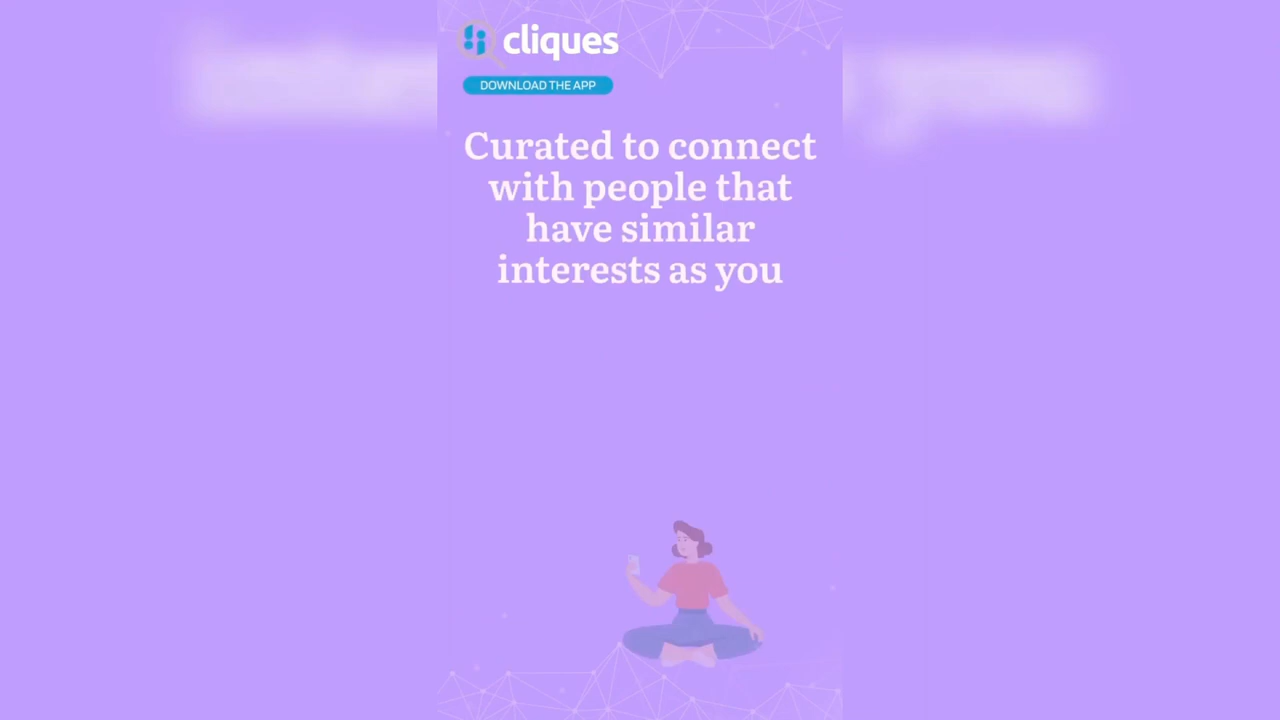 cliques
DOWNLOAD THE APP
Curated to connect
with people that
have similar
interests as you